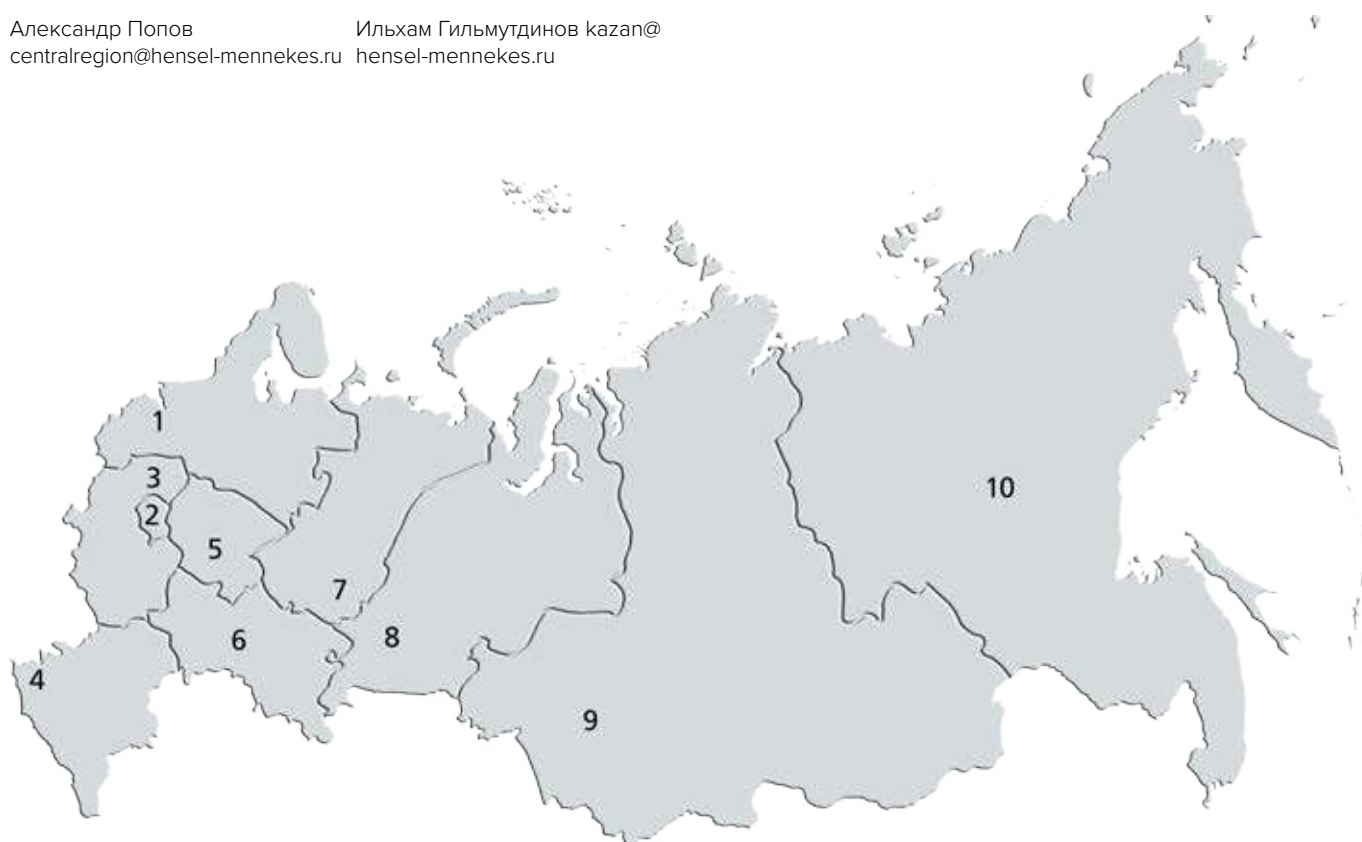 Александр Попов
centralregion@hensel-mennekes.ru
Ильхам Гильмутдинов kazan@
hensel-mennekes.ru
1
3
2
5
10
7
6
8
4
9